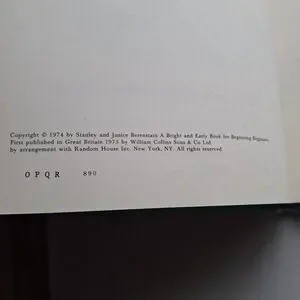 Copyright © 1974 by Stanley and Janice Berenstain A Bright and Early Book for Beginning Beginners.
First published in Great Britain 1975 by William Collins Sons & Co Ltd.
by arrangement with Random House Inc. New York, NY. All rights reserved.
O P Q R 890